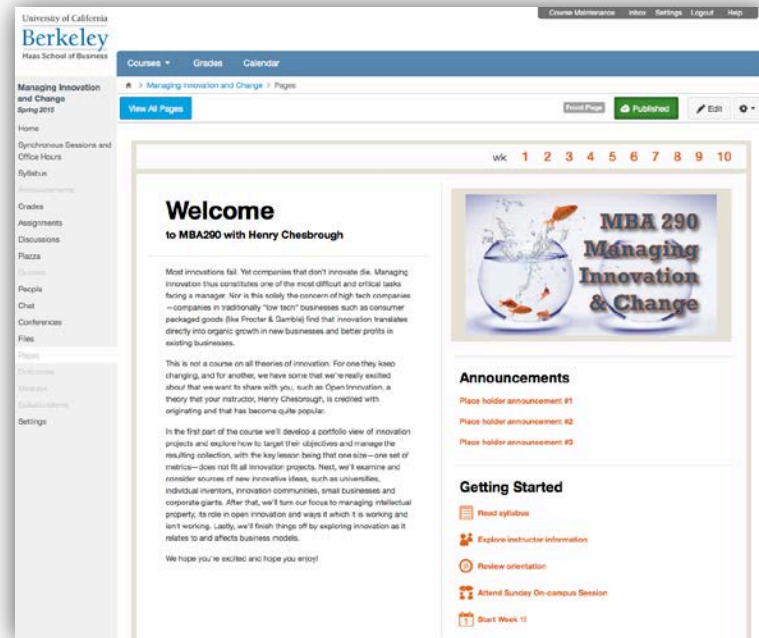 University of California
Berkeley
Haas School of Business
Course Maintenance Inbox Settings Logout Help
Courses
Grades
Calendar
Managing Innovation and Change > Pages
View All Pages
Front Page
Published
Edit
Managing Innovation
and Change
Spring 2015
Home
Synchronous Sessions and
Office Hours
Syllabus
Announcements
Grades
Assignments
Discussions
Piazza
Quizzes
People
Chat
Conferences
Files
Pages
Outcomes
Modules
Collaborations
Settings
wk 1 2 3 4 5 6 7 8 9 10
Welcome
to MBA290 with Henry Chesbrough
Most innovations fail. Yet companies that don't innovate die. Managing
innovation thus constitutes one of the most difficult and critical tasks
facing a manager. Nor is this solely the concern of high tech companies
—companies in traditionally "low tech" businesses such as consumer
packaged goods (like Procter & Gamble) find that innovation translates
directly into organic growth in new businesses and better profits in
existing businesses.
This is not a course on all theories of innovation. For one they keep
changing, and for another, we have some that we're really excited
about that we want to share with you, such as Open Innovation, a
theory that your instructor, Henry Chesbrough, is credited with
originating and that has become quite popular.
In the first part of the course we'll develop a portfolio view of innovation
projects and explore how to target their objectives and manage the
resulting collection, with the key lesson being that one size—one set of
metrics—does not fit all innovation projects. Next, we'll examine and
consider sources of new innovative ideas, such as universities,
individual inventors, innovation communities, small businesses and
corporate giants. After that, we'll turn our focus to managing intellectual
property, its role in open innovation and ways it which it is working and
isn't working. Lastly, we'll finish things off by exploring innovation as it
relates to and affects business models.
We hope you're excited and hope you enjoy!
MBA 290
Managing
Innovation
& Change
Announcements
Place holder announcement #1
Place holder announcement #2
Place holder announcement #3
Getting Started
Read syllabus
Explore instructor information
Review orientation
Attend Sunday On-campus Session
1
Start Week 1!